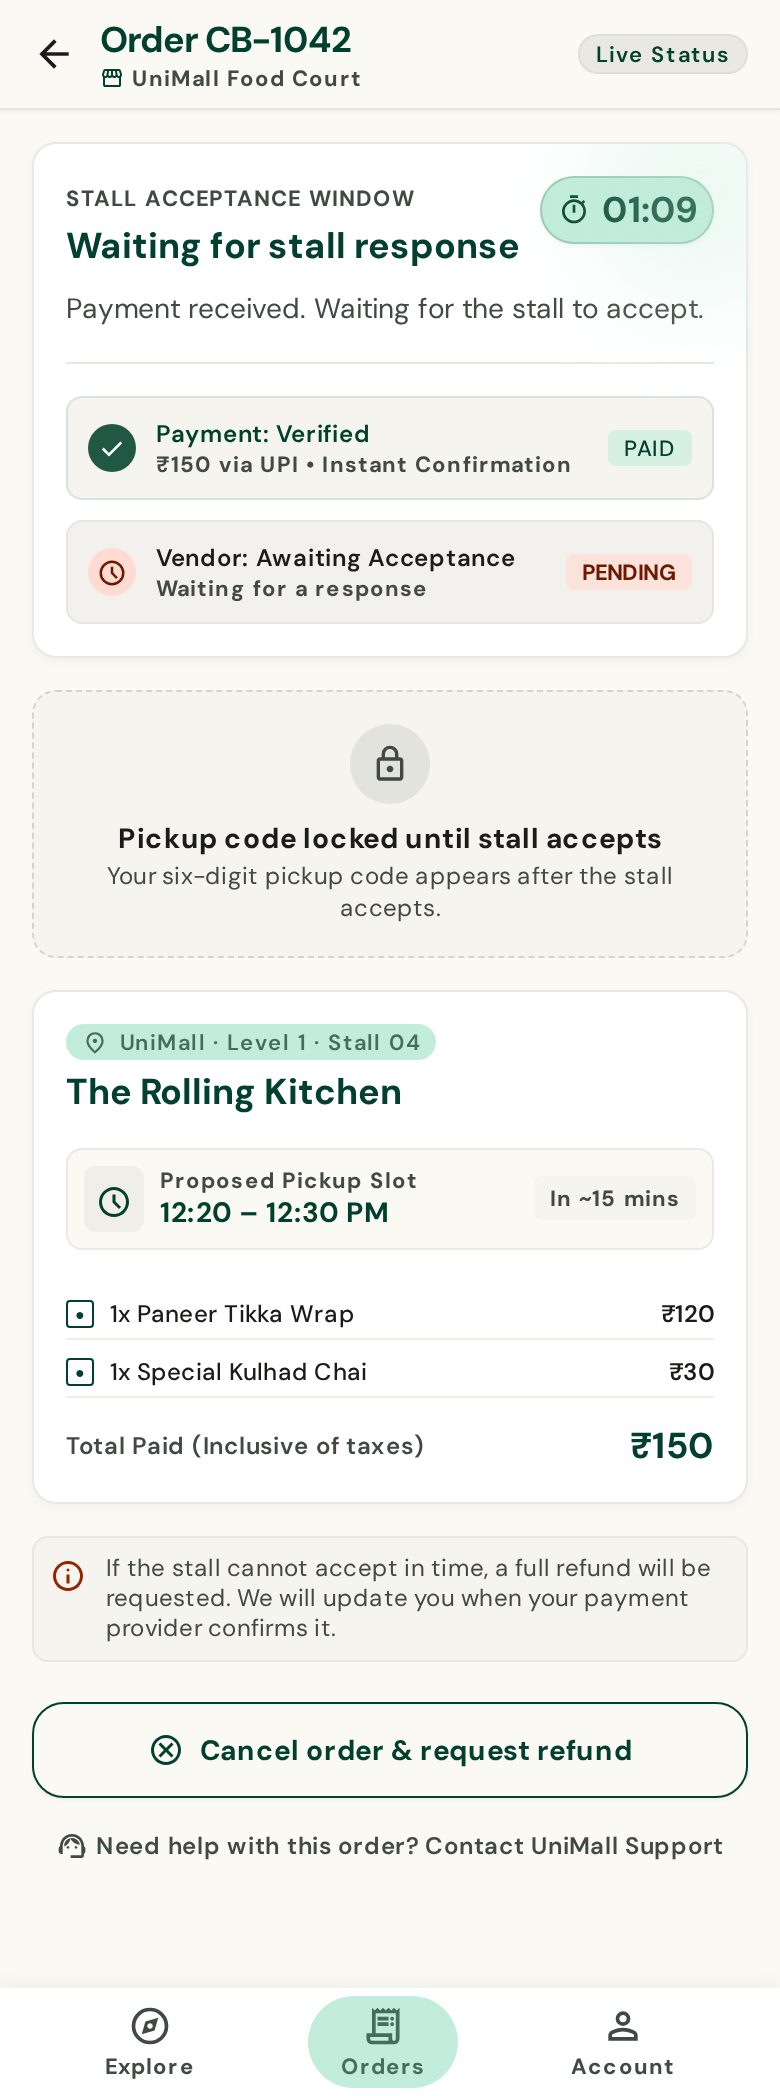 Order CB-1042
UniMall Food Court
Live Status
STALL ACCEPTANCE WINDOW
01:09
Waiting for stall response
Payment received. Waiting for the stall to accept.
Payment: Verified
₹150 via UPI • Instant Confirmation
PAID
Vendor: Awaiting Acceptance
Waiting for a response
PENDING
Pickup code locked until stall accepts
Your six-digit pickup code appears after the stall
accepts.
UniMall · Level 1 · Stall 04
The Rolling Kitchen
Proposed Pickup Slot
12:20 – 12:30 PM
In ~15 mins
1x Paneer Tikka Wrap ₹120
1x Special Kulhad Chai ₹30
Total Paid (Inclusive of taxes) ₹150
If the stall cannot accept in time, a full refund will be
requested. We will update you when your payment
provider confirms it.
Cancel order & request refund
Need help with this order? Contact UniMall Support
Explore
Orders
Account